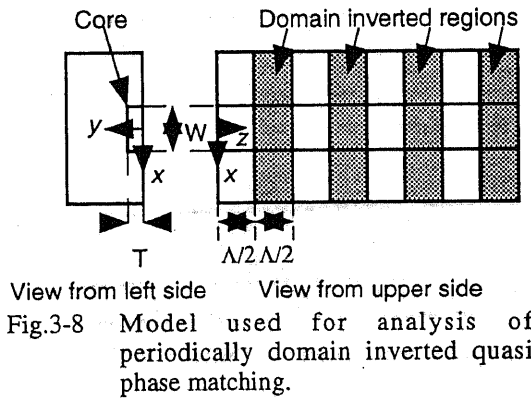 Core
Domain inverted regions
y
W
z
x
x
T
Λ/2 Λ/2
View from left side
View from upper side
Fig.3-8 Model used for analysis of
periodically domain inverted quasi
phase matching.